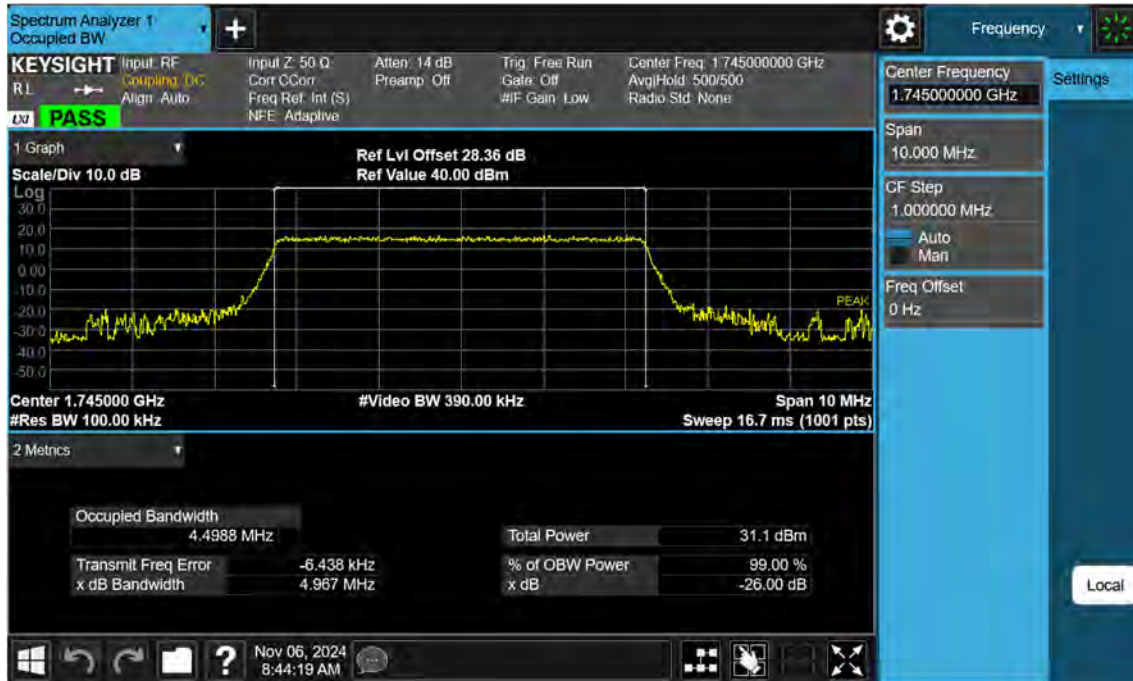 Spectrum Analyzer 1
Occupied BW
+
Frequency
KEYSIGHT
RL
LXI PASS
Input: RF
Coupling: DC
Align: Auto
Input Z: 50 Ω
Corr CCorr
Freq Ref: Int (S)
NFE: Adaptive
Atten: 14 dB
Preamp: Off
Trig: Free Run
Gate: Off
#IF Gain: Low
Center Freq: 1.745000000 GHz
Avg|Hold: 500/500
Radio Std: None
Center Frequency
1.745000000 GHz
Settings
Span
10.000 MHz
CF Step
1.000000 MHz
Auto
Man
Freq Offset
0 Hz
1 Graph
Scale/Div 10.0 dB
Ref Lvl Offset 28.36 dB
Ref Value 40.00 dBm
Log
30.0
20.0
10.0
0.00
-10.0
-20.0
-30.0
-40.0
-50.0
PEAK
Center 1.745000 GHz
#Video BW 390.00 kHz
Span 10 MHz
#Res BW 100.00 kHz
Sweep 16.7 ms (1001 pts)
2 Metrics
Occupied Bandwidth
4.4988 MHz
Total Power 31.1 dBm
Transmit Freq Error -6.438 kHz
% of OBW Power 99.00 %
x dB Bandwidth 4.967 MHz
x dB -26.00 dB
Local
?
Nov 06, 2024
8:44:19 AM